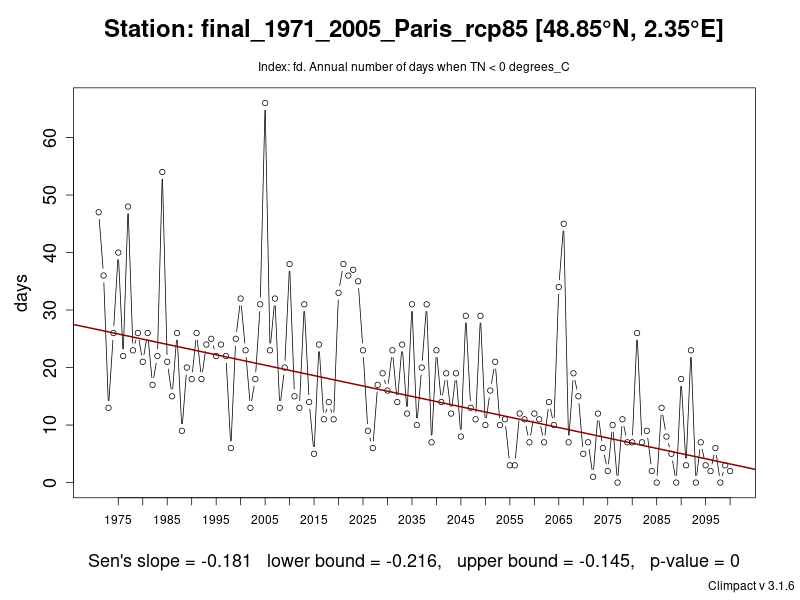 Station: final_1971_2005_Paris_rcp85 [48.85°N, 2.35°E]
Index: fd. Annual number of days when TN < 0 degrees_C
days
60
50
40
30
20
10
0
1975 1985 1995 2005 2015 2025 2035 2045 2055 2065 2075 2085 2095
Sen's slope = -0.181 lower bound = -0.216, upper bound = -0.145, p-value = 0
Climpact v 3.1.6